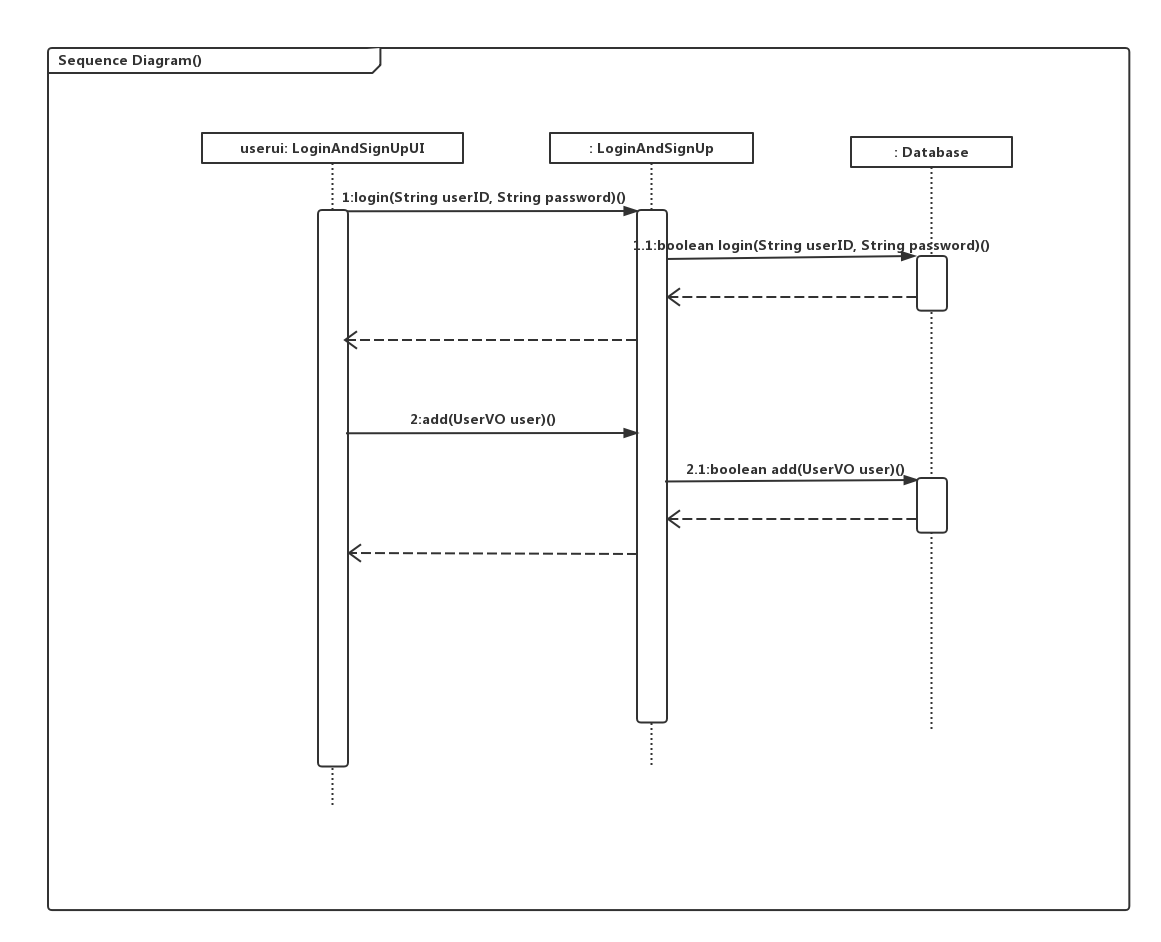 Sequence Diagram()
userui: LoginAndSignUpUI
: LoginAndSignUp
: Database
1:login(String userID, String password)()
1.1:boolean login(String userID, String password)()
2:add(UserVO user)()
2.1:boolean add(UserVO user)()